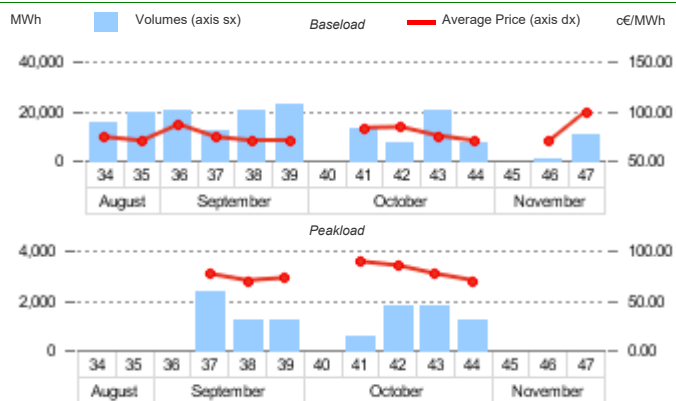 MWh Volumes (axis sx) Baseload Average Price (axis dx) c€/MWh
40,000 150.00
20,000 100.00
0 50.00
34 35 36 37 38 39 40 41 42 43 44 45 46 47
August September October November
Peakload
4,000 100.00
2,000 50.00
0 0.00
34 35 36 37 38 39 40 41 42 43 44 45 46 47
August September October November